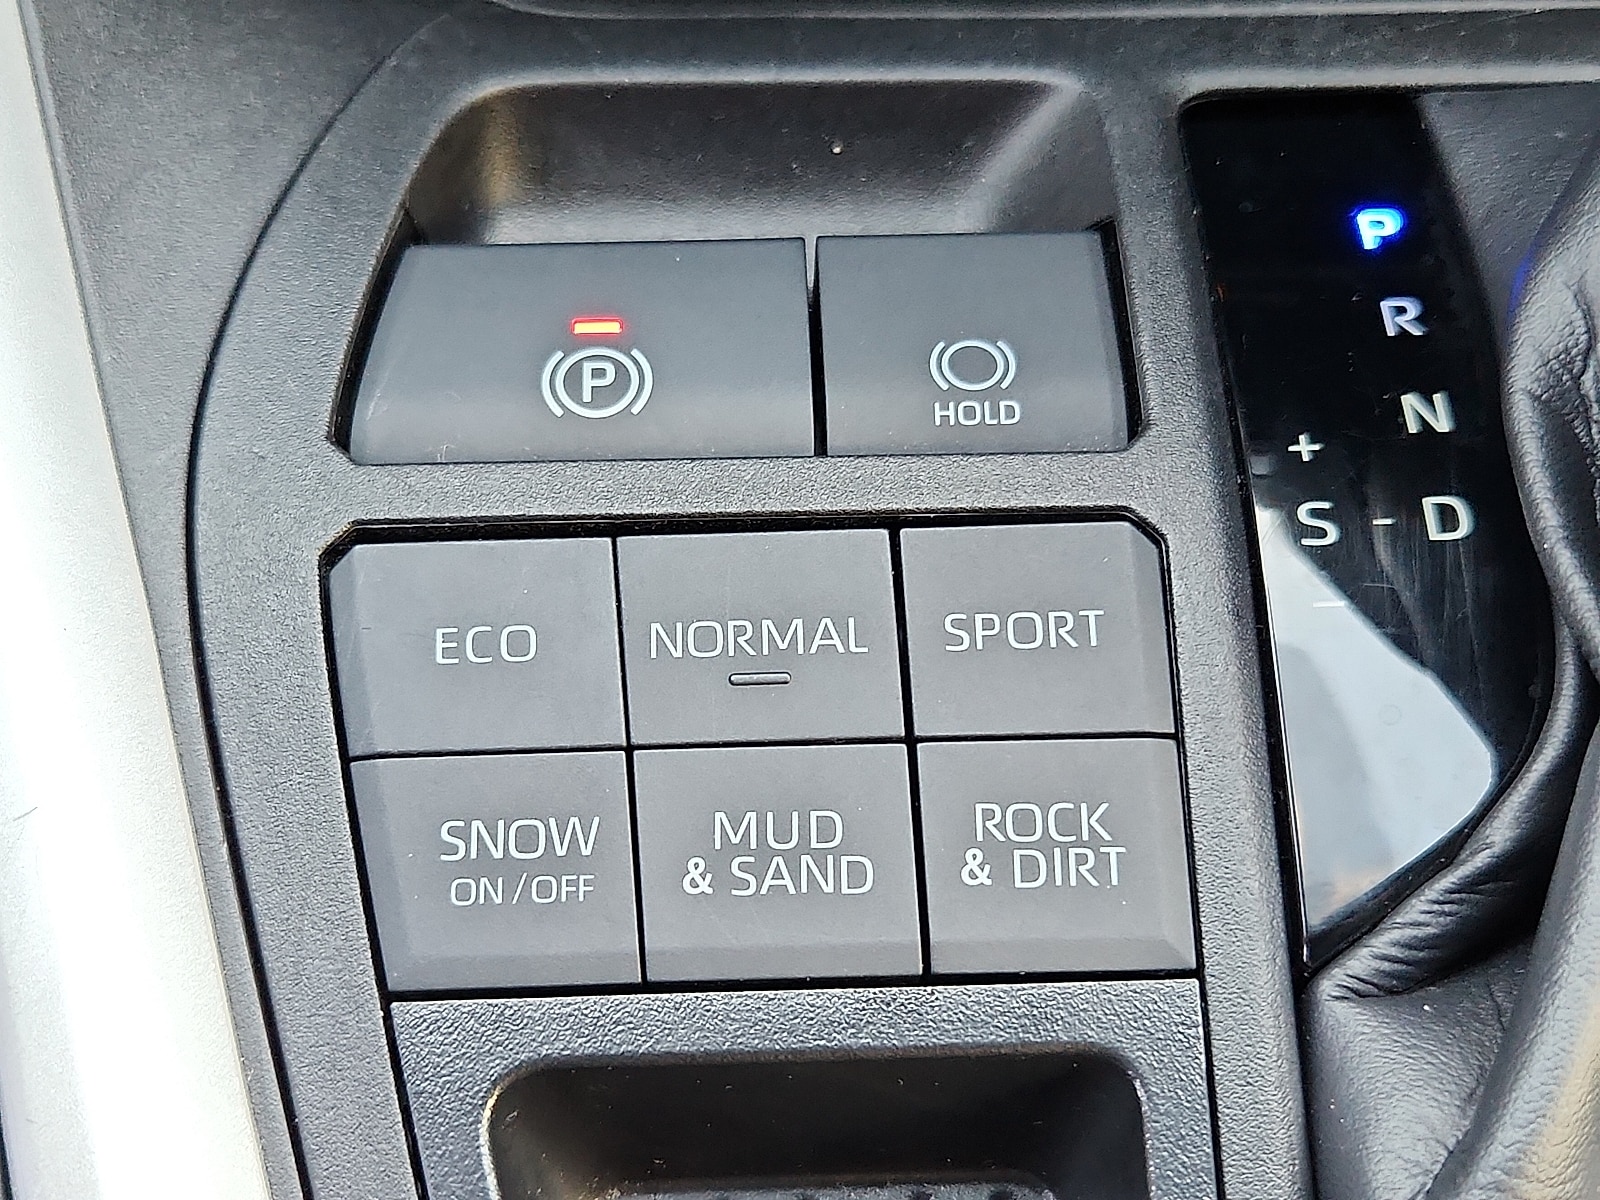 P
HOLD
P
R
N
+
S - D
-
ECO
NORMAL
SPORT
SNOW
ON/OFF
MUD
& SAND
ROCK
& DIRT